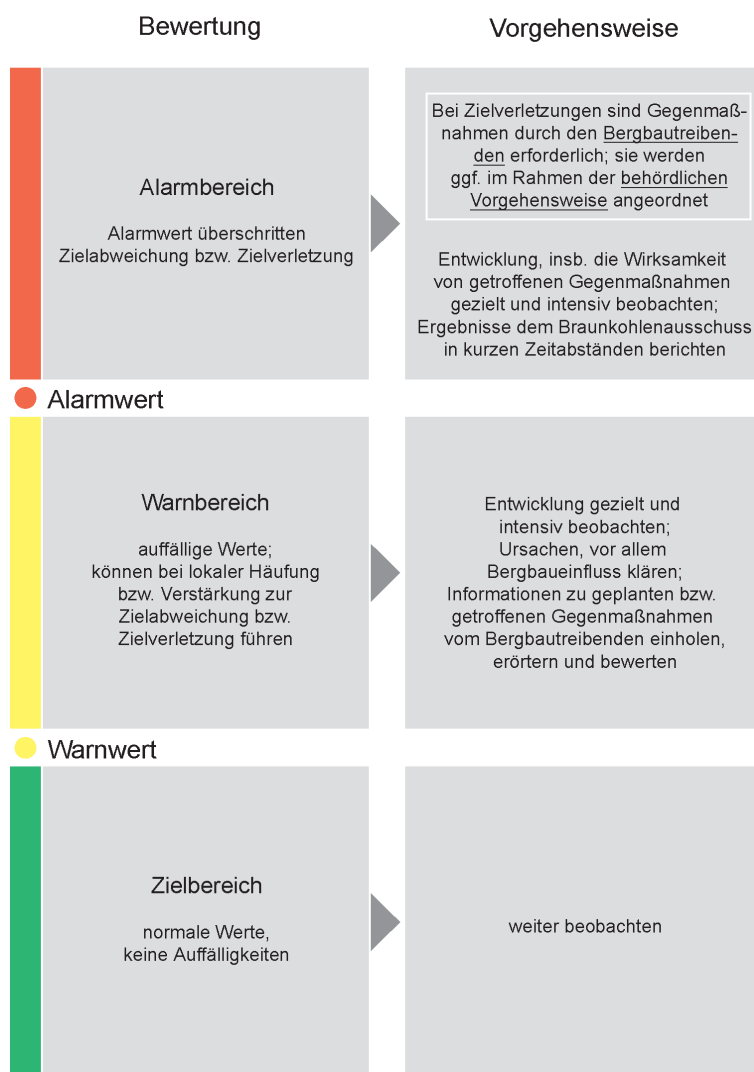 Bewertung
Vorgehensweise
Alarmbereich
Alarmwert überschritten
Zielabweichung bzw. Zielverletzung
Bei Zielverletzungen sind Gegenmaß-
nahmen durch den Bergbautreiben-
den erforderlich; sie werden
ggf. im Rahmen der behördlichen
Vorgehensweise angeordnet
Entwicklung, insb. die Wirksamkeit
von getroffenen Gegenmaßnahmen
gezielt und intensiv beobachten;
Ergebnisse dem Braunkohlenausschuss
in kurzen Zeitabständen berichten
Alarmwert
Warnbereich
auffällige Werte;
können bei lokaler Häufung
bzw. Verstärkung zur
Zielabweichung bzw.
Zielverletzung führen
Entwicklung gezielt und
intensiv beobachten;
Ursachen, vor allem
Bergbaueinfluss klären;
Informationen zu geplanten bzw.
getroffenen Gegenmaßnahmen
vom Bergbautreibenden einholen,
erörtern und bewerten
Warnwert
Zielbereich
normale Werte,
keine Auffälligkeiten
weiter beobachten